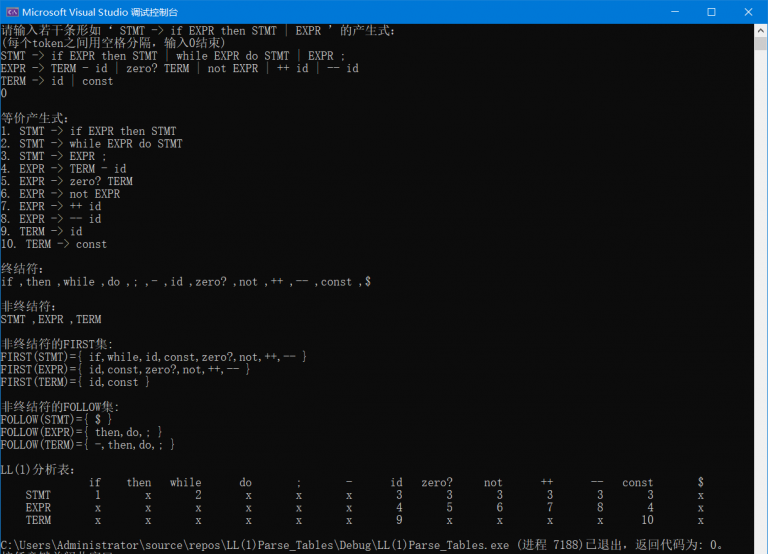 Microsoft Visual Studio 调试控制台
请输入若干条形如 ‘ STMT -> if EXPR then STMT | EXPR ’ 的产生式:
(每个token之间用空格分隔，输入0结束)
STMT -> if EXPR then STMT | while EXPR do STMT | EXPR ;
EXPR -> TERM - id | zero? TERM | not EXPR | ++ id | -- id
TERM -> id | const
0
等价产生式:
1. STMT -> if EXPR then STMT
2. STMT -> while EXPR do STMT
3. STMT -> EXPR ;
4. EXPR -> TERM - id
5. EXPR -> zero? TERM
6. EXPR -> not EXPR
7. EXPR -> ++ id
8. EXPR -> -- id
9. TERM -> id
10. TERM -> const
终结符:
if ,then ,while ,do ,; ,- ,id ,zero? ,not ,++ ,-- ,const ,$
非终结符:
STMT ,EXPR ,TERM
非终结符的FIRST集:
FIRST(STMT)={ if,while,id,const,zero?,not,++,-- }
FIRST(EXPR)={ id,const,zero?,not,++,-- }
FIRST(TERM)={ id,const }
非终结符的FOLLOW集:
FOLLOW(STMT)={ $ }
FOLLOW(EXPR)={ then,do,; }
FOLLOW(TERM)={ -,then,do,; }
LL(1)分析表:
if then while do ; - id zero? not ++ -- const $
STMT 1 x 2 x x x 3 3 3 3 3 3 x
EXPR x x x x x x 4 5 6 7 8 4 x
TERM x x x x x x 9 x x x x 10 x
C:\Users\Administrator\source\repos\LL(1)Parse_Tables\Debug\LL(1)Parse_Tables.exe (进程 7188)已退出，返回代码为: 0。